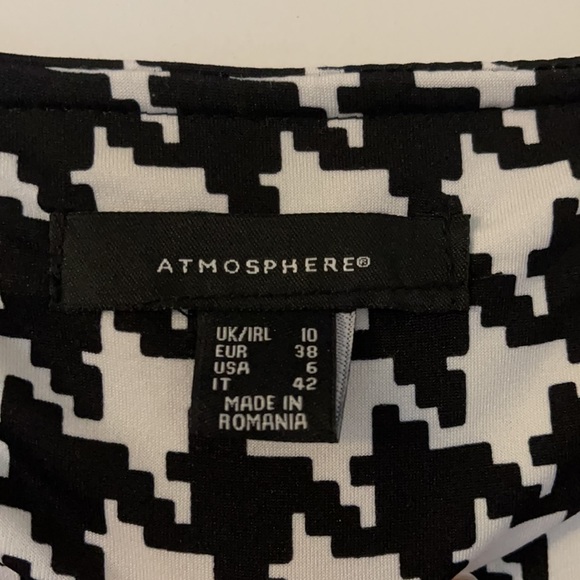 ATMOSPHERE®
UK/IRL 10
EUR 38
USA 6
IT 42
MADE IN
ROMANIA